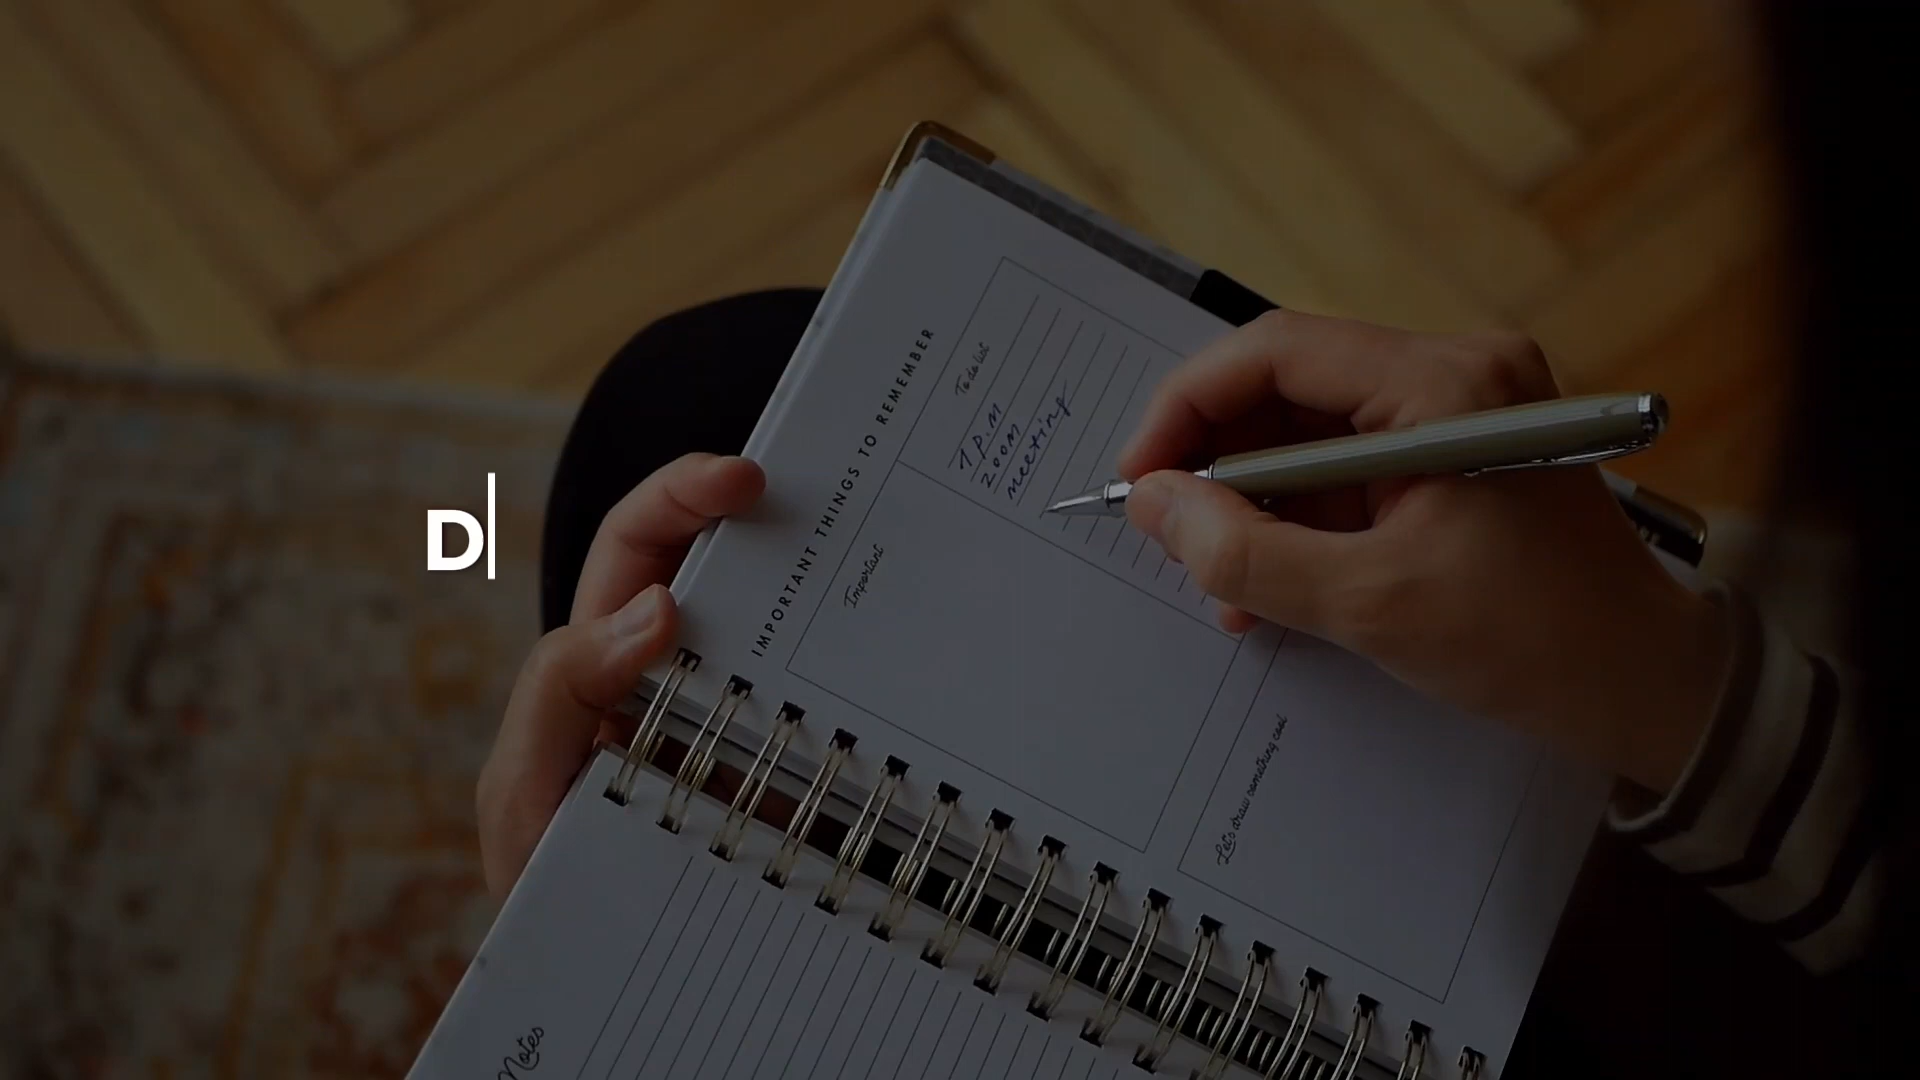 D
IMPORTANT THINGS TO REMEMBER
To do list
1 P.M
ZOOM
meeting
Important
Let's draw something cool
Notes